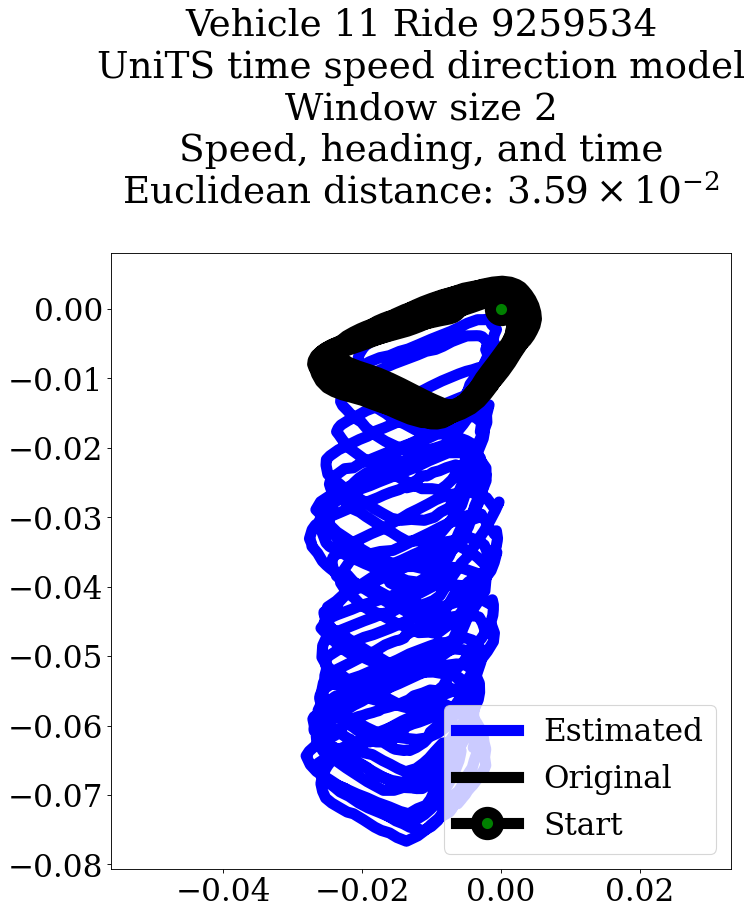 Vehicle 11 Ride 9259534
UniTS time speed direction model
Window size 2
Speed, heading, and time
Euclidean distance: 3.59 × 10⁻²
0.00
−0.01
−0.02
−0.03
−0.04
−0.05
−0.06
−0.07
−0.08
Estimated
Original
Start
−0.04 −0.02 0.00 0.02